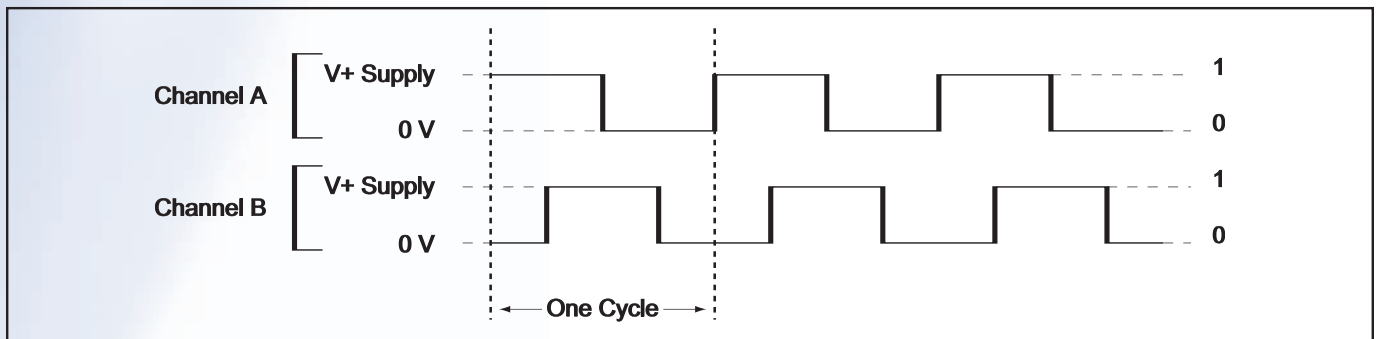 V+ Supply
1
Channel A
0 V
0
V+ Supply
1
Channel B
0 V
0
One Cycle